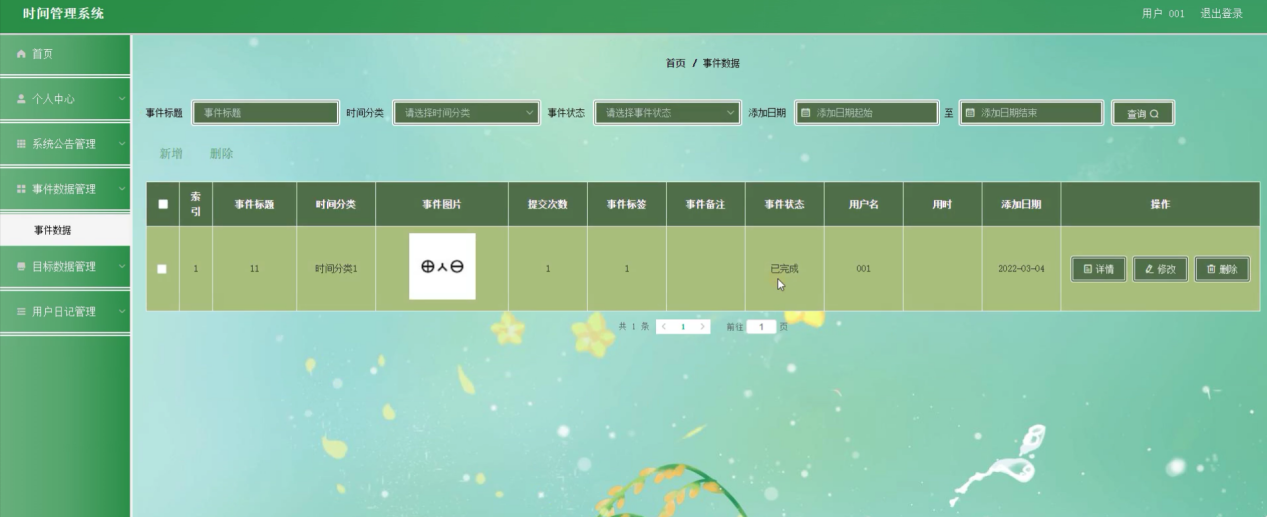 时间管理系统
用户 001 退出登录
首页
个人中心
系统公告管理
事件数据管理
事件数据
目标数据管理
用户日记管理
首页 / 事件数据
事件标题 事件标题 时间分类 请选择时间分类 事件状态 请选择事件状态 添加日期 添加日期起始 至 添加日期结束 查询
新增 删除
索引 事件标题 时间分类 事件图片 提交次数 事件标签 事件备注 事件状态 用户名 用时 添加日期 操作
1 11 时间分类1 1 1 已完成 001 2022-03-04 详情 修改 删除
共 1 条 1 前往 1 页